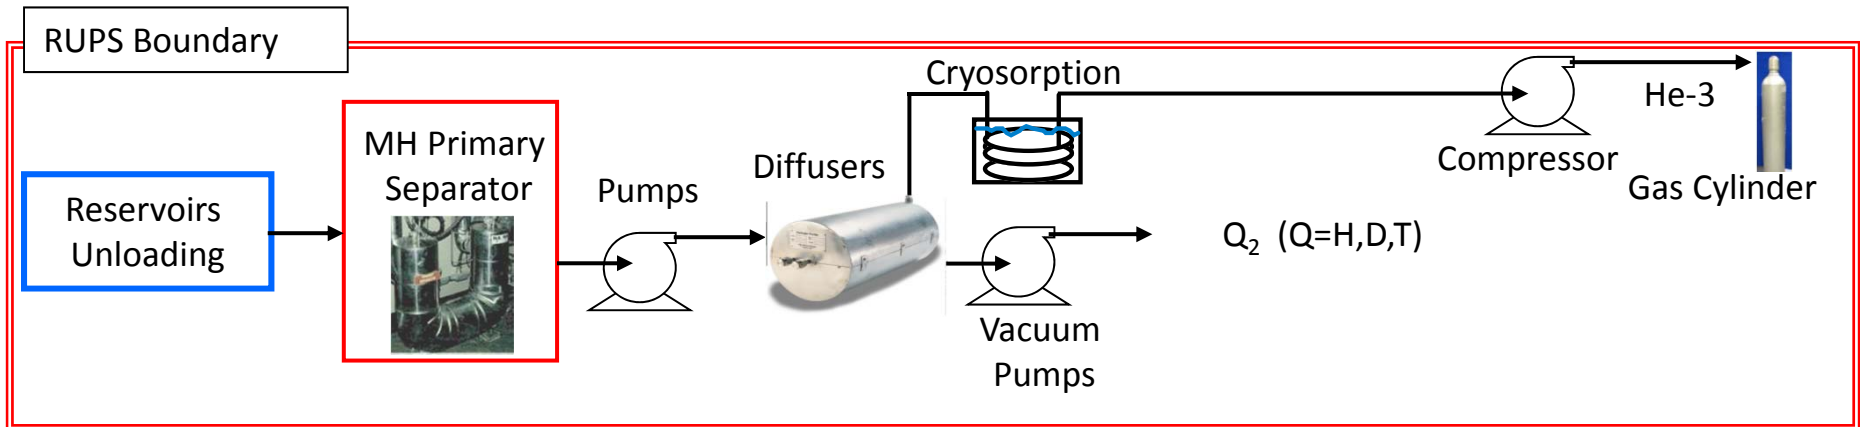 RUPS Boundary
Cryosorption
He-3
MH Primary
Separator
Diffusers
Compressor
Gas Cylinder
Pumps
Reservoirs
Unloading
Q₂ (Q=H,D,T)
Vacuum
Pumps